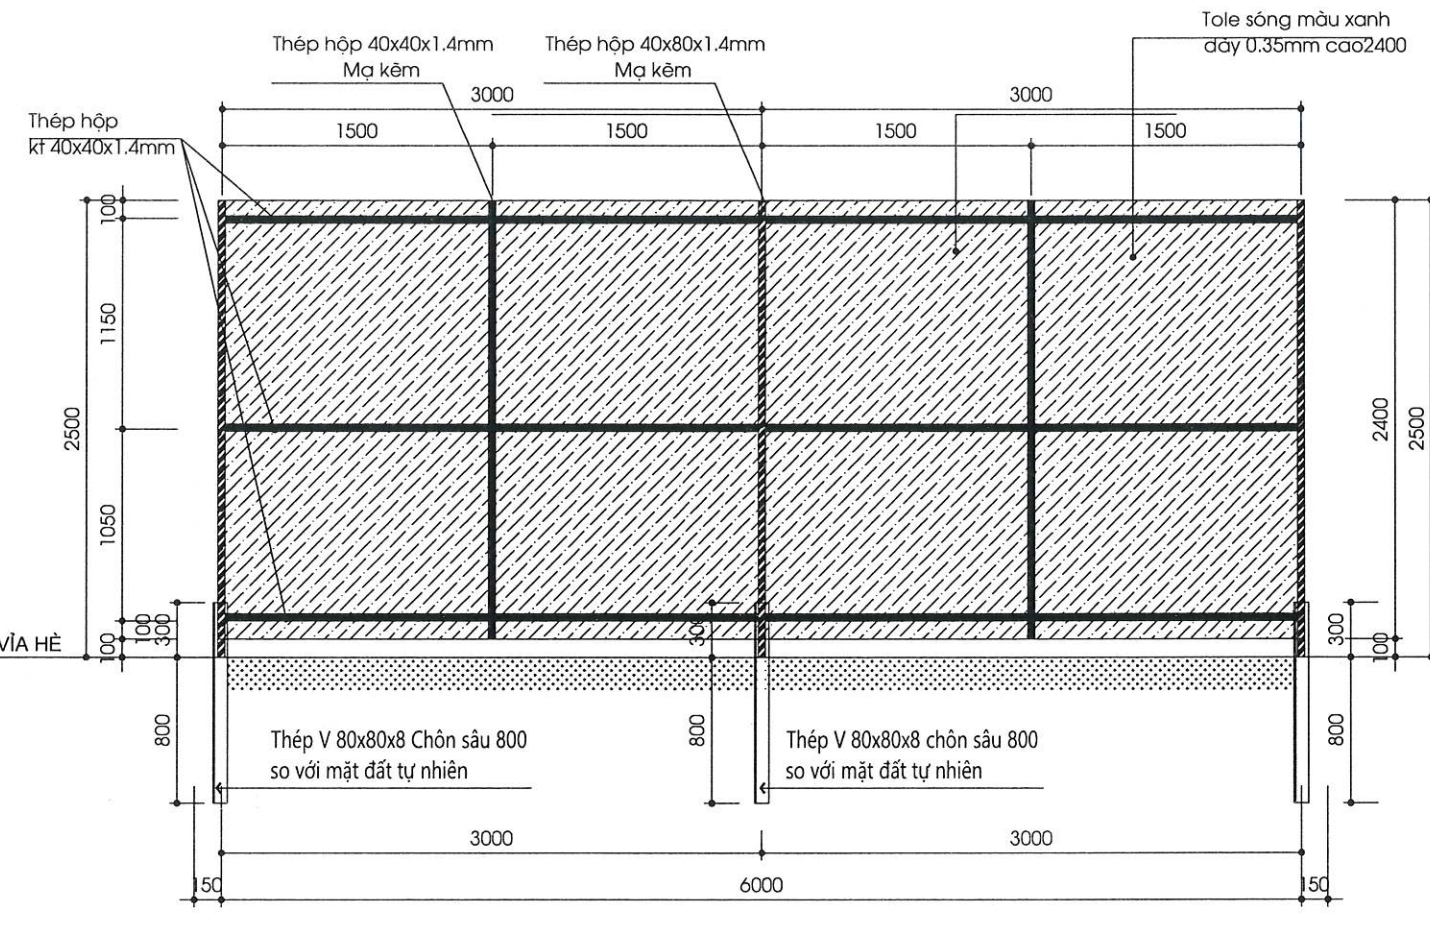 Tole sóng màu xanh
dày 0.35mm cao2400
Thép hộp 40x40x1.4mm
Mạ kẽm
Thép hộp 40x80x1.4mm
Mạ kẽm
3000
3000
Thép hộp
kt 40x40x1.4mm
1500
1500
1500
1500
100
1150
2500
1050
100
300
100
VỈA HÈ
800
300
800
2400
2500
300
100
800
Thép V 80x80x8 Chôn sâu 800
so với mặt đất tự nhiên
Thép V 80x80x8 chôn sâu 800
so với mặt đất tự nhiên
3000
3000
150
6000
150